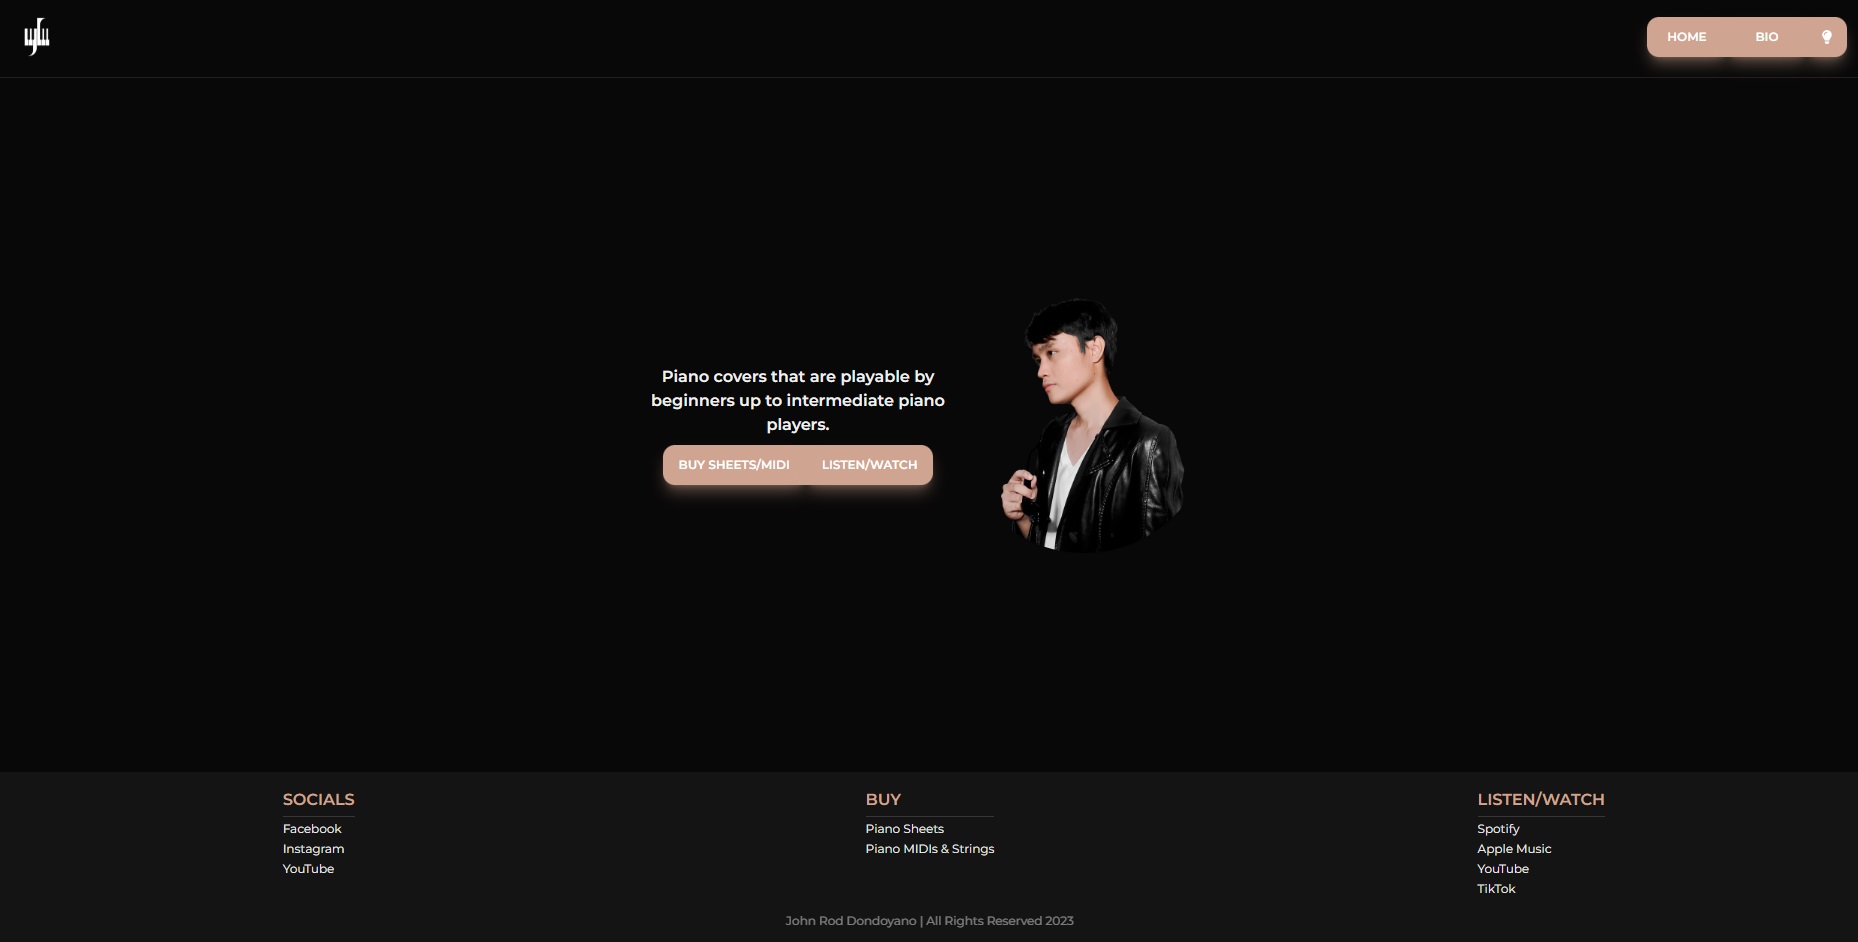 HOME
BIO
Piano covers that are playable by
beginners up to intermediate piano
players.
BUY SHEETS/MIDI
LISTEN/WATCH
SOCIALS
Facebook
Instagram
YouTube
BUY
Piano Sheets
Piano MIDIs & Strings
LISTEN/WATCH
Spotify
Apple Music
YouTube
TikTok
John Rod Dondoyano | All Rights Reserved 2023